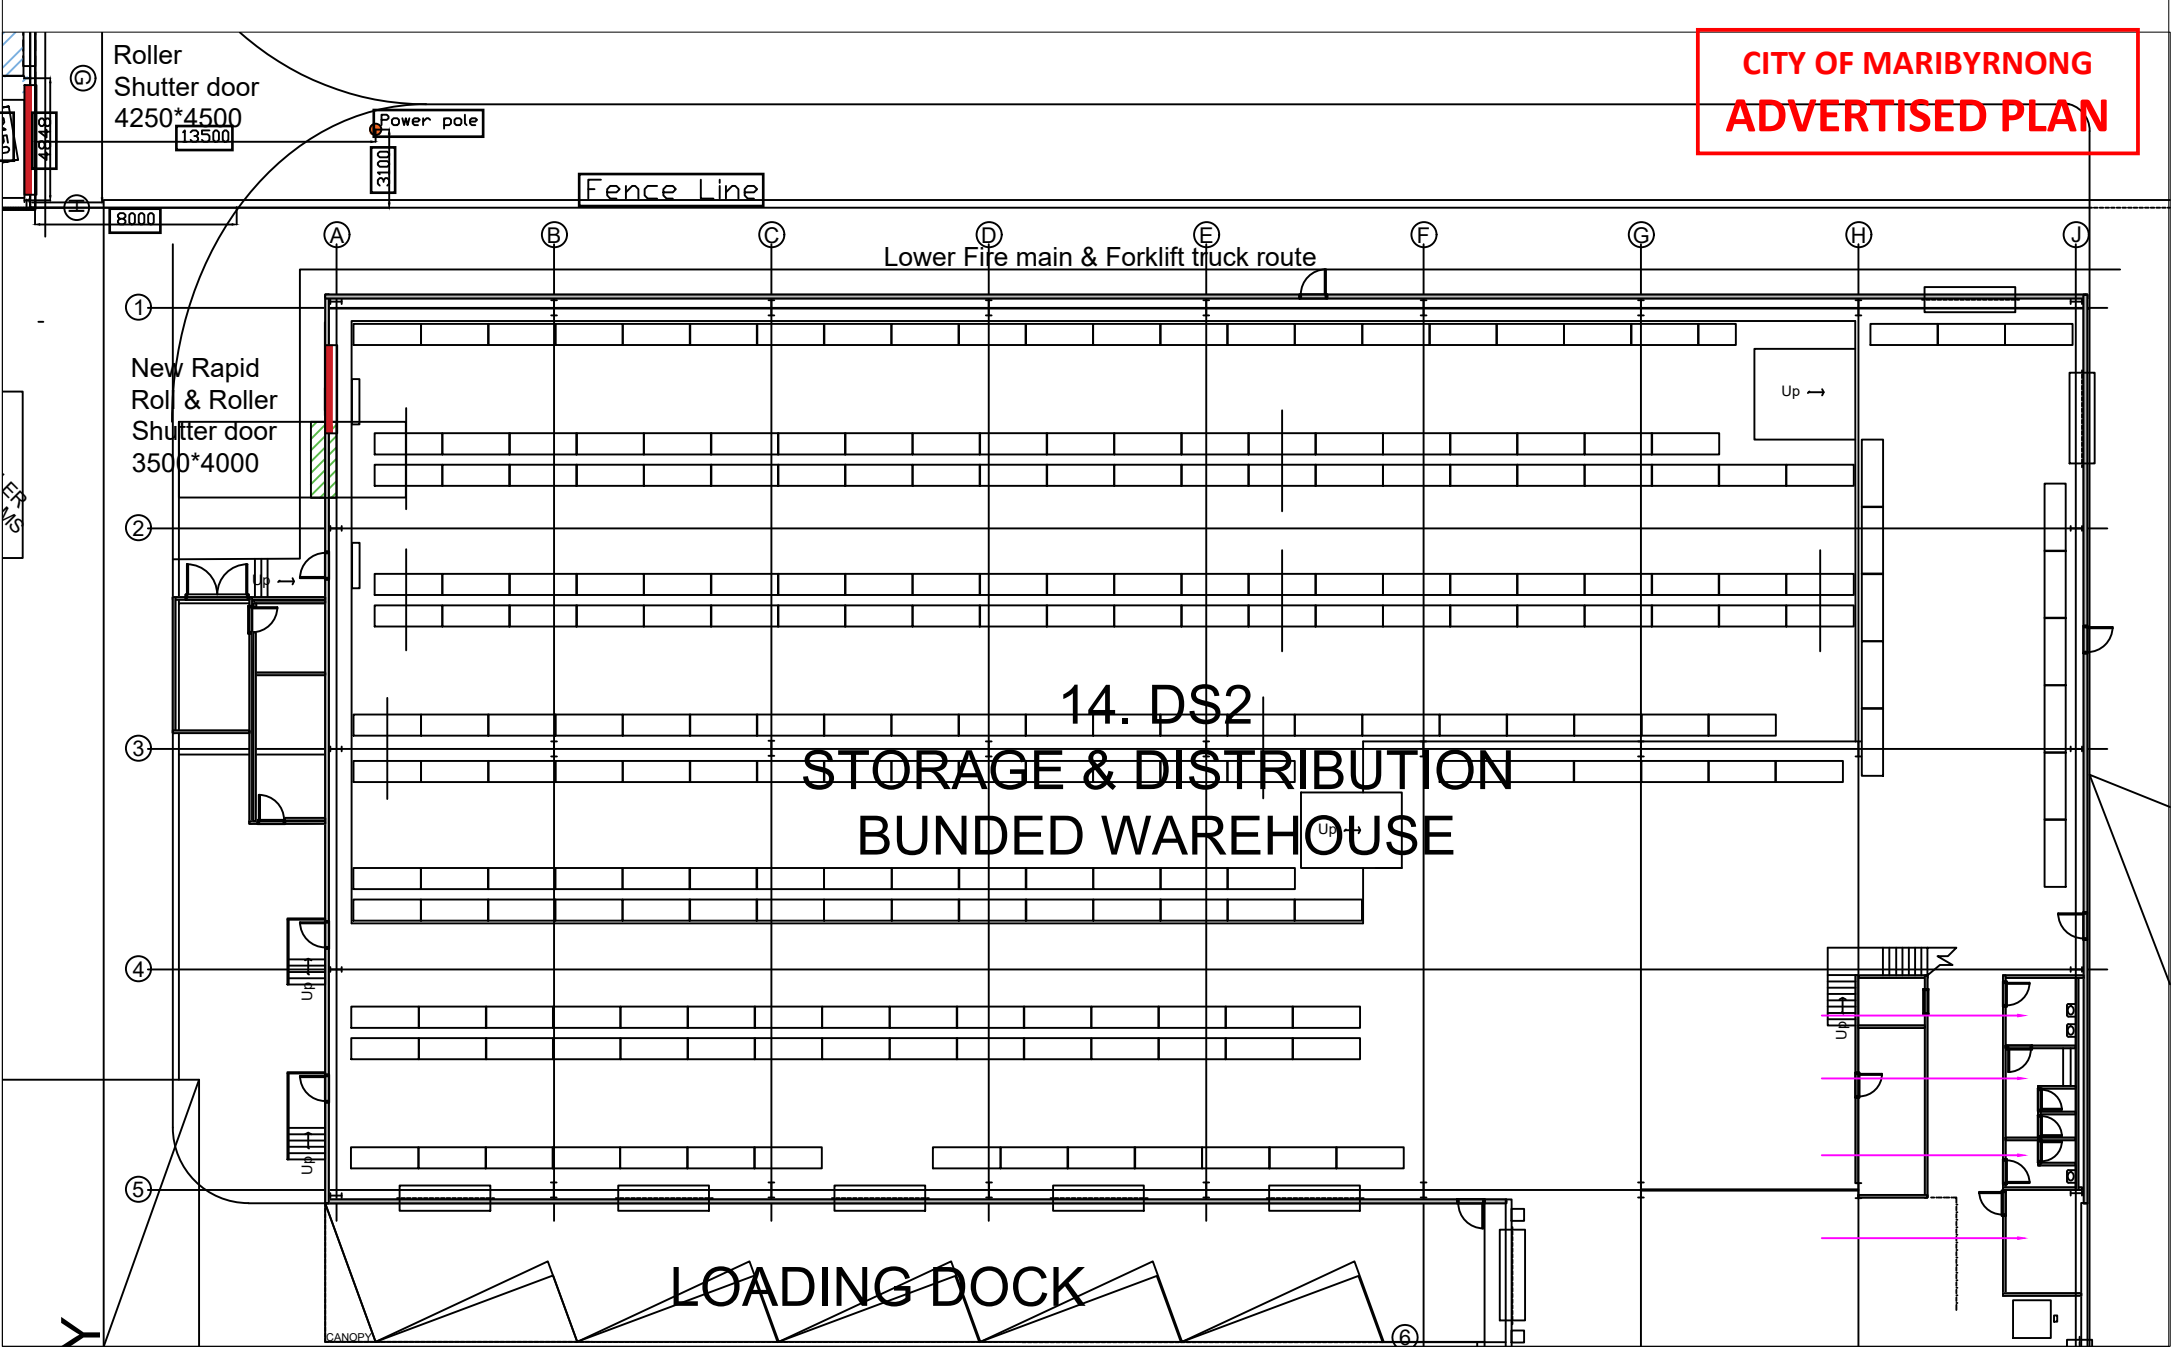 CITY OF MARIBYRNONG
ADVERTISED PLAN
Roller
Shutter door
4250*4500
G
13500
Power pole
4848
3100
Fence Line
H
8000
A
B
C
D
E
F
G
H
J
Lower Fire main & Forklift truck route
1
New Rapid
Roll & Roller
Shutter door
3500*4000
Up
2
Up
14. DS2
3
STORAGE & DISTRIBUTION
BUNDED WAREHOUSE
Up
4
Up
Up
Up
5
LOADING DOCK
CANOPY
6
Y